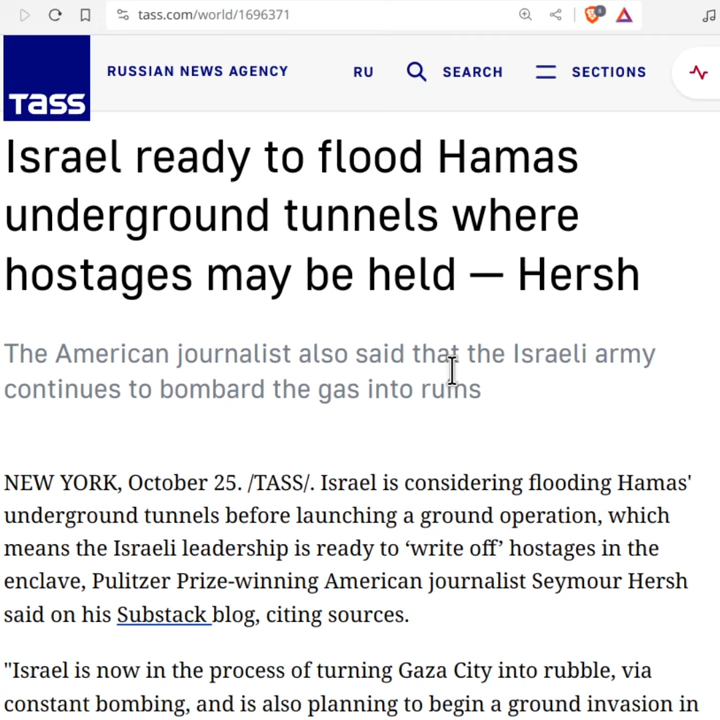 tass.com/world/1696371
TASS
RUSSIAN NEWS AGENCY RU SEARCH SECTIONS
Israel ready to flood Hamas
underground tunnels where
hostages may be held — Hersh
The American journalist also said that the Israeli army
continues to bombard the gas into ruins
NEW YORK, October 25. /TASS/. Israel is considering flooding Hamas'
underground tunnels before launching a ground operation, which
means the Israeli leadership is ready to ‘write off’ hostages in the
enclave, Pulitzer Prize-winning American journalist Seymour Hersh
said on his Substack blog, citing sources.
"Israel is now in the process of turning Gaza City into rubble, via
constant bombing, and is also planning to begin a ground invasion in